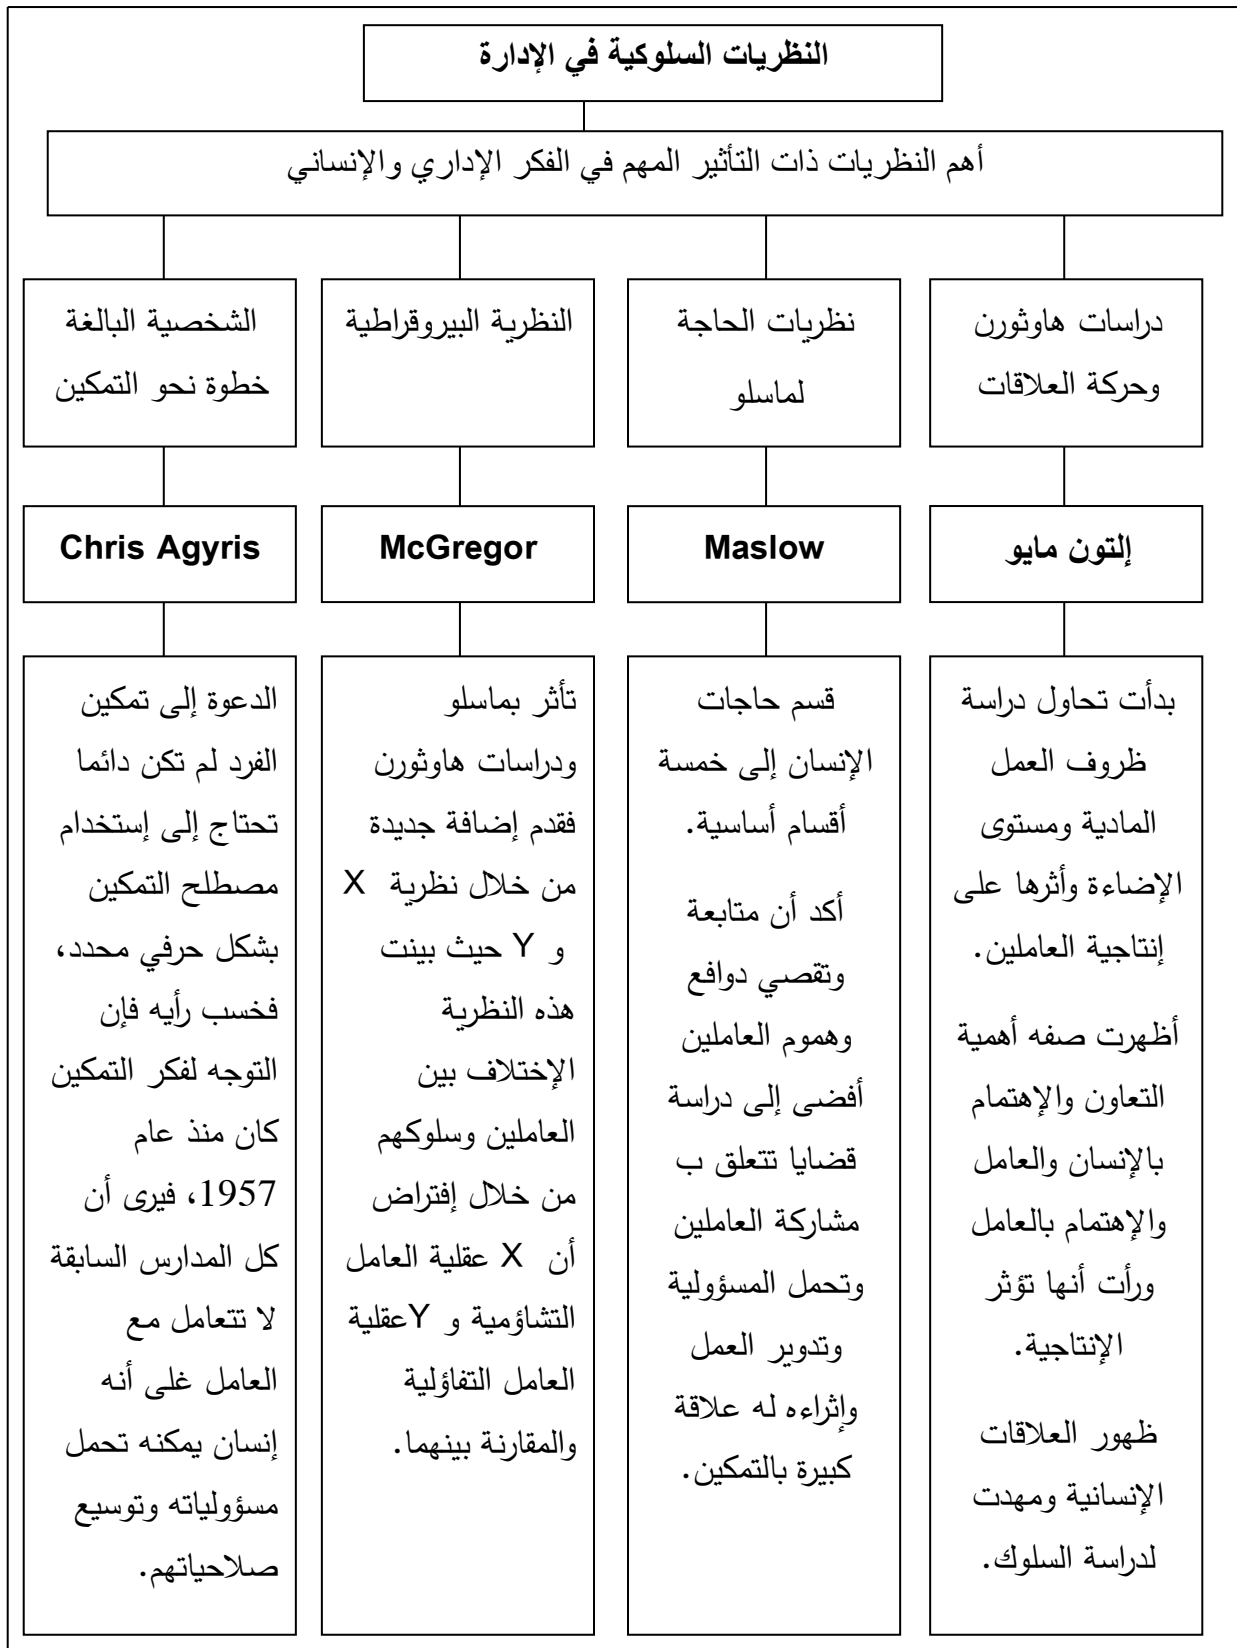 النظريات السلوكية في الإدارة
أهم النظريات ذات التأثير المهم في الفكر الإداري والإنساني
دراسات هاوثورن
وحركة العلاقات
نظريات الحاجة
لماسلو
النظرية البيروقراطية
الشخصية البالغة
خطوة نحو التمكين
إلتون مايو
Maslow
McGregor
Chris Agyris
بدأت تحاول دراسة
ظروف العمل
المادية ومستوى
الإضاءة وأثرها على
إنتاجية العاملين.
أظهرت صفه أهمية
التعاون والإهتمام
بالإنسان والعامل
والإهتمام بالعامل
ورأت أنها تؤثر
الإنتاجية.
ظهور العلاقات
الإنسانية ومهدت
لدراسة السلوك.
قسم حاجات
الإنسان إلى خمسة
أقسام أساسية.
أكد أن متابعة
وتقصي دوافع
وهموم العاملين
أفضى إلى دراسة
قضايا تتعلق ب
مشاركة العاملين
وتحمل المسؤولية
وتدوير العمل
وإثراءه له علاقة
كبيرة بالتمكين.
تأثر بماسلو
ودراسات هاوثورن
فقدم إضافة جديدة
من خلال نظرية X
و Y حيث بينت
هذه النظرية
الإختلاف بين
العاملين وسلوكهم
من خلال إفتراض
أن X عقلية العامل
التشاؤمية و Yعقلية
العامل التفاؤلية
والمقارنة بينهما.
الدعوة إلى تمكين
الفرد لم تكن دائما
تحتاج إلى إستخدام
مصطلح التمكين
بشكل حرفي محدد،
فخسب رأيه فإن
التوجه لفكر التمكين
كان منذ عام
1957، فيرى أن
كل المدارس السابقة
لا تتعامل مع
العامل غلى أنه
إنسان يمكنه تحمل
مسؤولياته وتوسيع
صلاحياتهم.